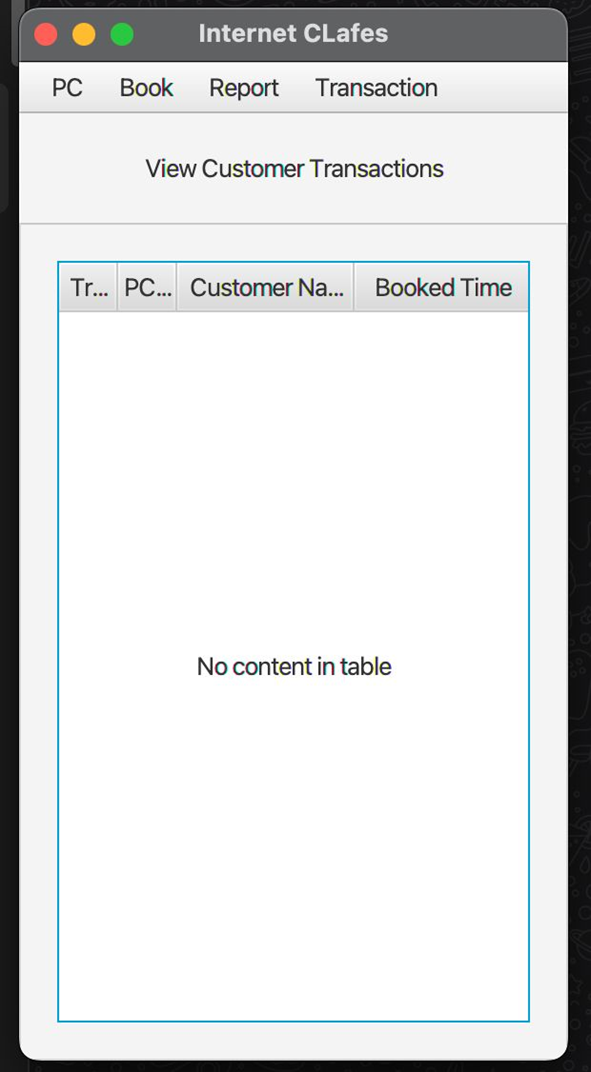 Internet CLafes
PC Book Report Transaction
View Customer Transactions
Tr... PC... Customer Na... Booked Time
No content in table